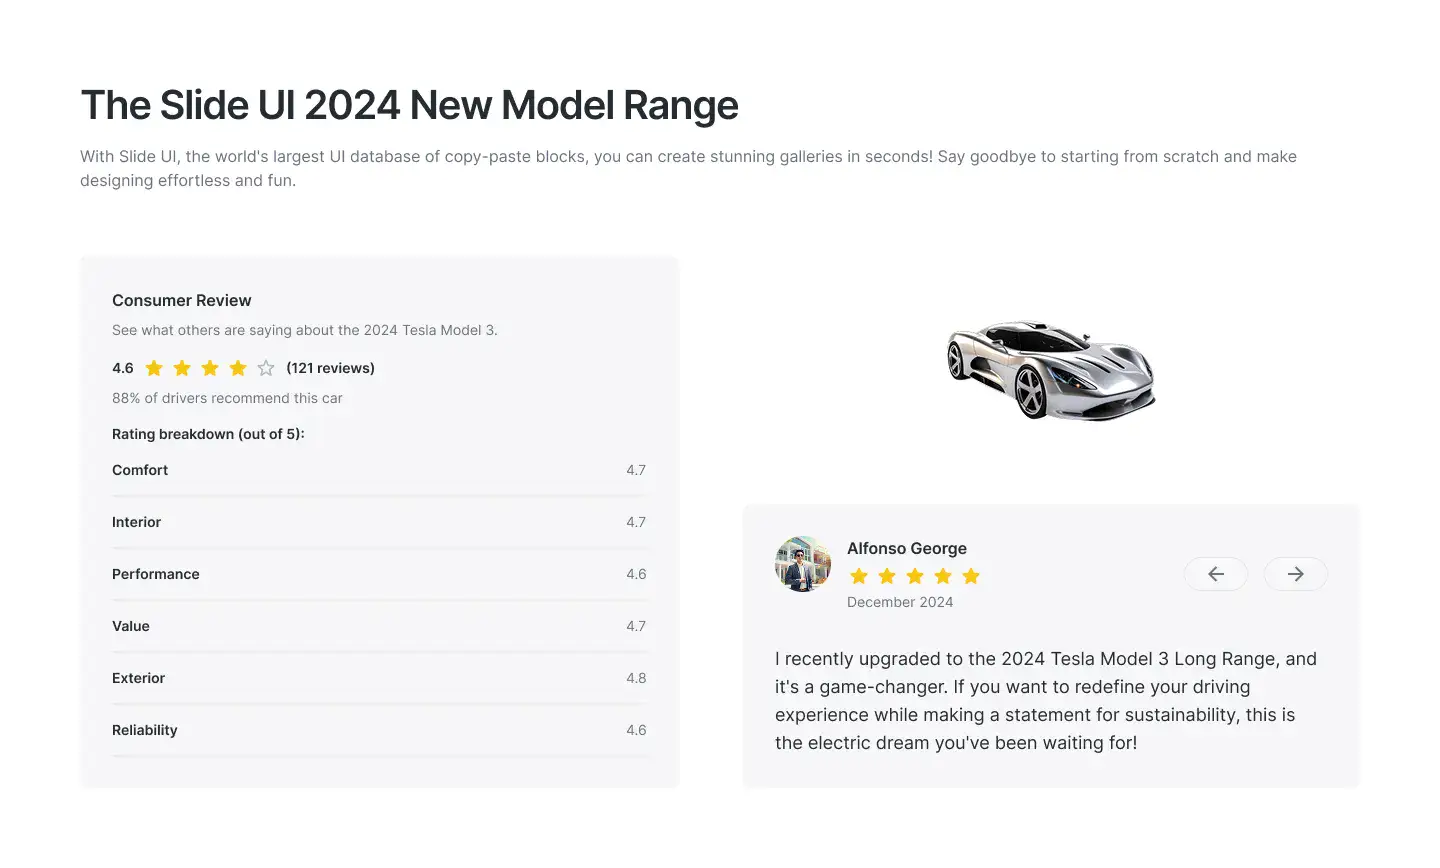 The Slide UI 2024 New Model Range
With Slide UI, the world's largest UI database of copy-paste blocks, you can create stunning galleries in seconds! Say goodbye to starting from scratch and make
designing effortless and fun.
Consumer Review
See what others are saying about the 2024 Tesla Model 3.
4.6 (121 reviews)
88% of drivers recommend this car
Rating breakdown (out of 5):
Comfort 4.7
Interior 4.7
Performance 4.6
Value 4.7
Exterior 4.8
Reliability 4.6
Alfonso George
December 2024
I recently upgraded to the 2024 Tesla Model 3 Long Range, and
it's a game-changer. If you want to redefine your driving
experience while making a statement for sustainability, this is
the electric dream you've been waiting for!